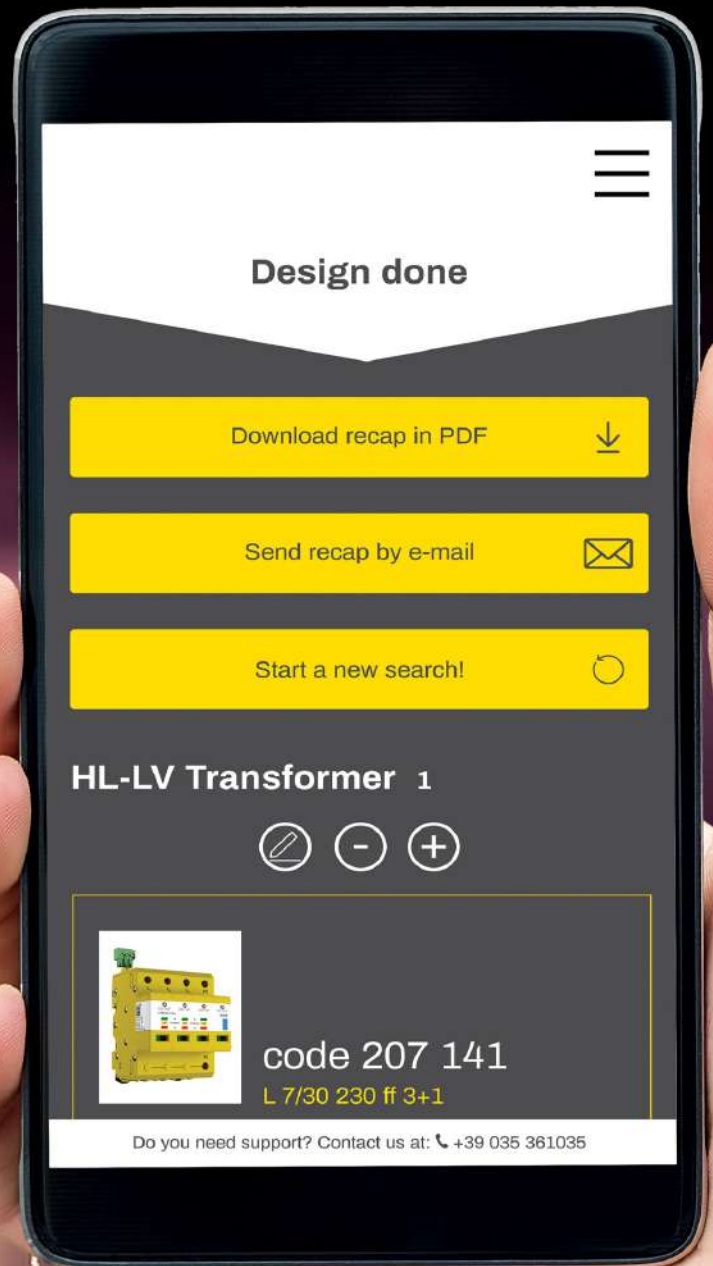 Design done
Download recap in PDF
Send recap by e-mail
Start a new search!
HL-LV Transformer 1
code 207 141
L 7/30 230 ff 3+1
Do you need support? Contact us at: +39 035 361035